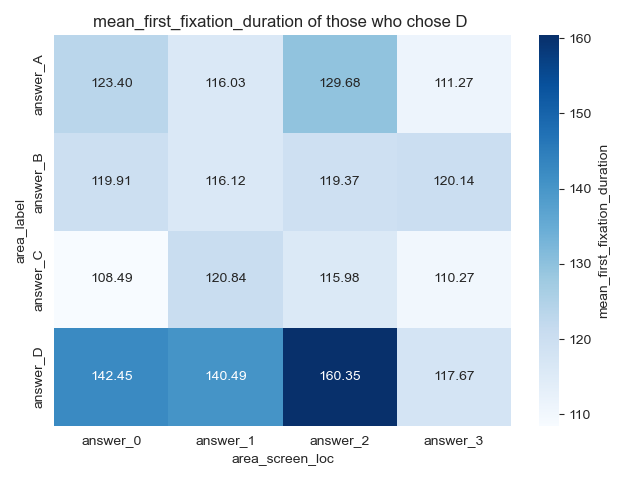 mean_first_fixation_duration of those who chose D
answer_A
123.40
116.03
129.68
111.27
answer_B
119.91
116.12
119.37
120.14
answer_C
108.49
120.84
115.98
110.27
answer_D
142.45
140.49
160.35
117.67
area_label
answer_0
answer_1
answer_2
answer_3
area_screen_loc
160
150
140
130
120
110
mean_first_fixation_duration